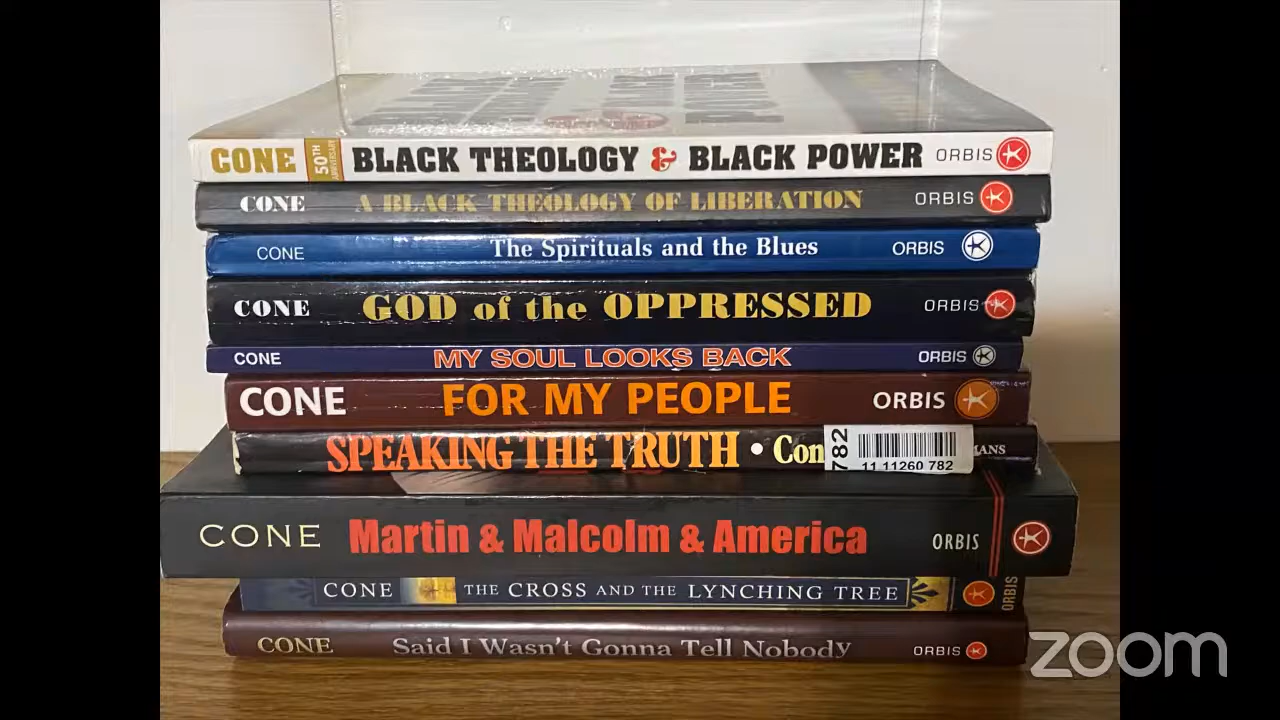 CONE 50TH ANNIVERSARY BLACK THEOLOGY & BLACK POWER ORBIS
CONE A BLACK THEOLOGY OF LIBERATION ORBIS
CONE The Spirituals and the Blues ORBIS
CONE GOD of the OPPRESSED ORBIS
CONE MY SOUL LOOKS BACK ORBIS
CONE FOR MY PEOPLE ORBIS
SPEAKING THE TRUTH • Con 782 11 11260 782 MANS
CONE Martin & Malcolm & America ORBIS
CONE THE CROSS AND THE LYNCHING TREE ORBIS
CONE Said I Wasn't Gonna Tell Nobody ORBIS
zoom